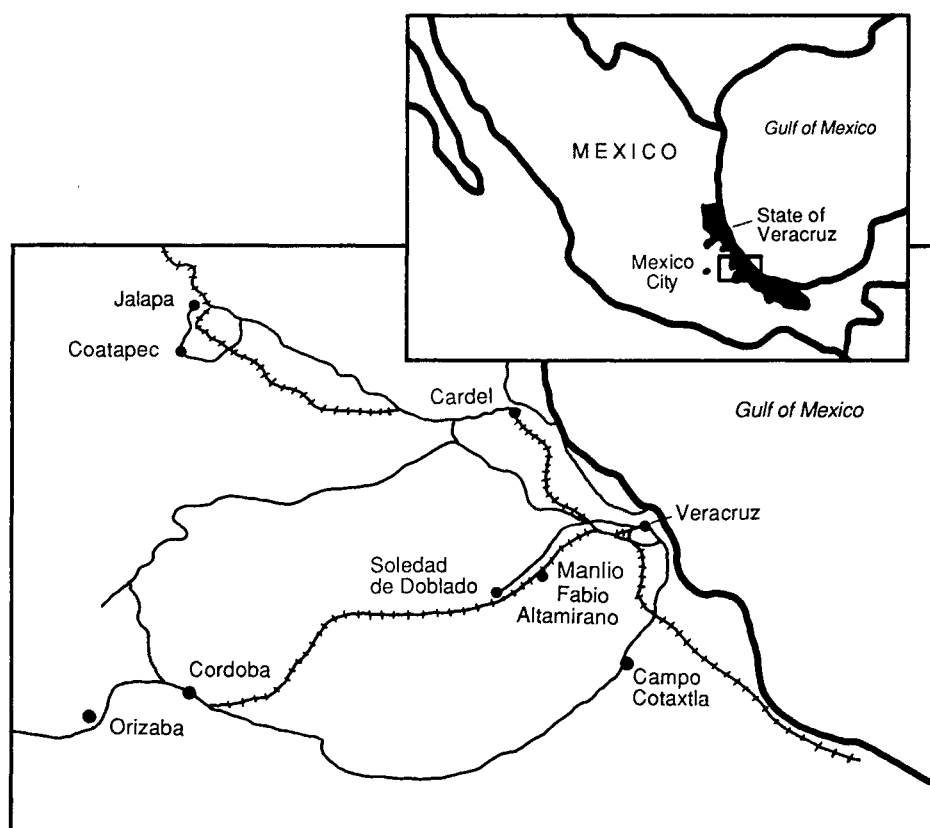 Gulf of Mexico
MEXICO
State of
Veracruz
Mexico
City
Jalapa
Coatapec
Cardel
Gulf of Mexico
Veracruz
Soledad
de Doblado
Manlio
Fabio
Altamirano
Cordoba
Campo
Cotaxtla
Orizaba